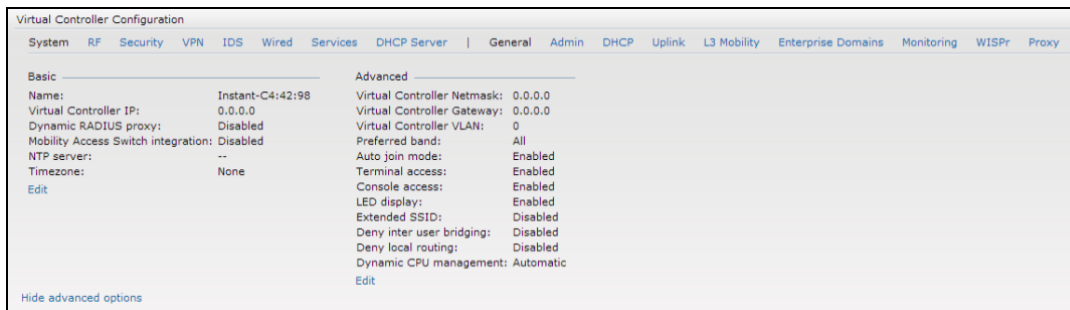 Virtual Controller Configuration
System RF Security VPN IDS Wired Services DHCP Server | General Admin DHCP Uplink L3 Mobility Enterprise Domains Monitoring WISPr Proxy
Basic
Name: Instant-C4:42:98
Virtual Controller IP: 0.0.0.0
Dynamic RADIUS proxy: Disabled
Mobility Access Switch integration: Disabled
NTP server: --
Timezone: None
Edit
Advanced
Virtual Controller Netmask: 0.0.0.0
Virtual Controller Gateway: 0.0.0.0
Virtual Controller VLAN: 0
Preferred band: All
Auto join mode: Enabled
Terminal access: Enabled
Console access: Enabled
LED display: Enabled
Extended SSID: Disabled
Deny inter user bridging: Disabled
Deny local routing: Disabled
Dynamic CPU management: Automatic
Edit
Hide advanced options